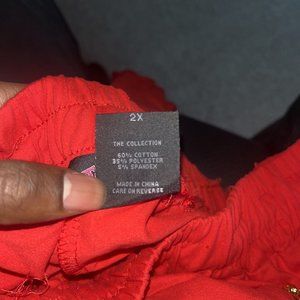 2X
THE COLLECTION
60% COTTON
35% POLYESTER
5% SPANDEX
MADE IN CHINA
CARE ON REVERSE